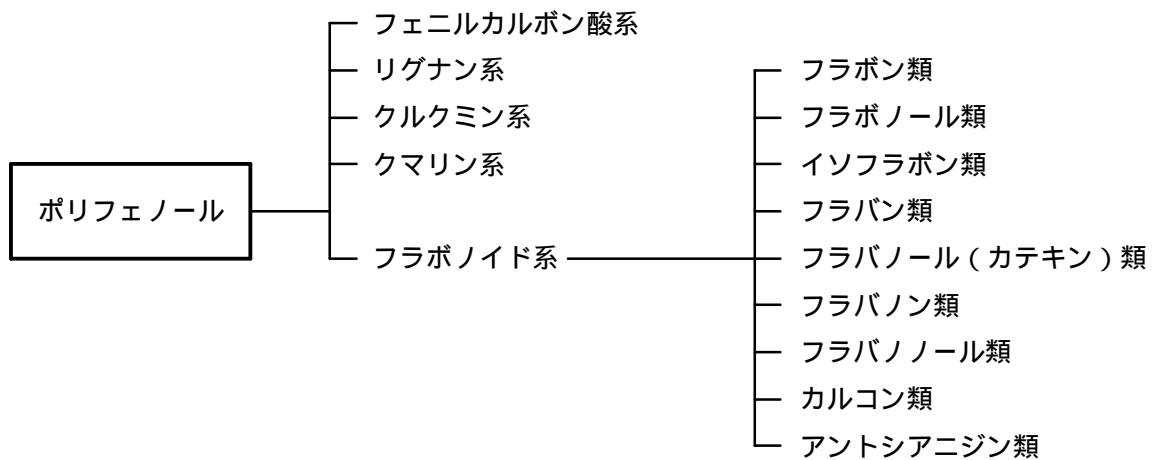 ポリフェノール
フェニルカルボン酸系
リグナン系
クルクミン系
クマリン系
フラボノイド系
フラボン類
フラボノール類
イソフラボン類
フラバン類
フラバノール（カテキン）類
フラバノン類
フラバノノール類
カルコン類
アントシアニジン類